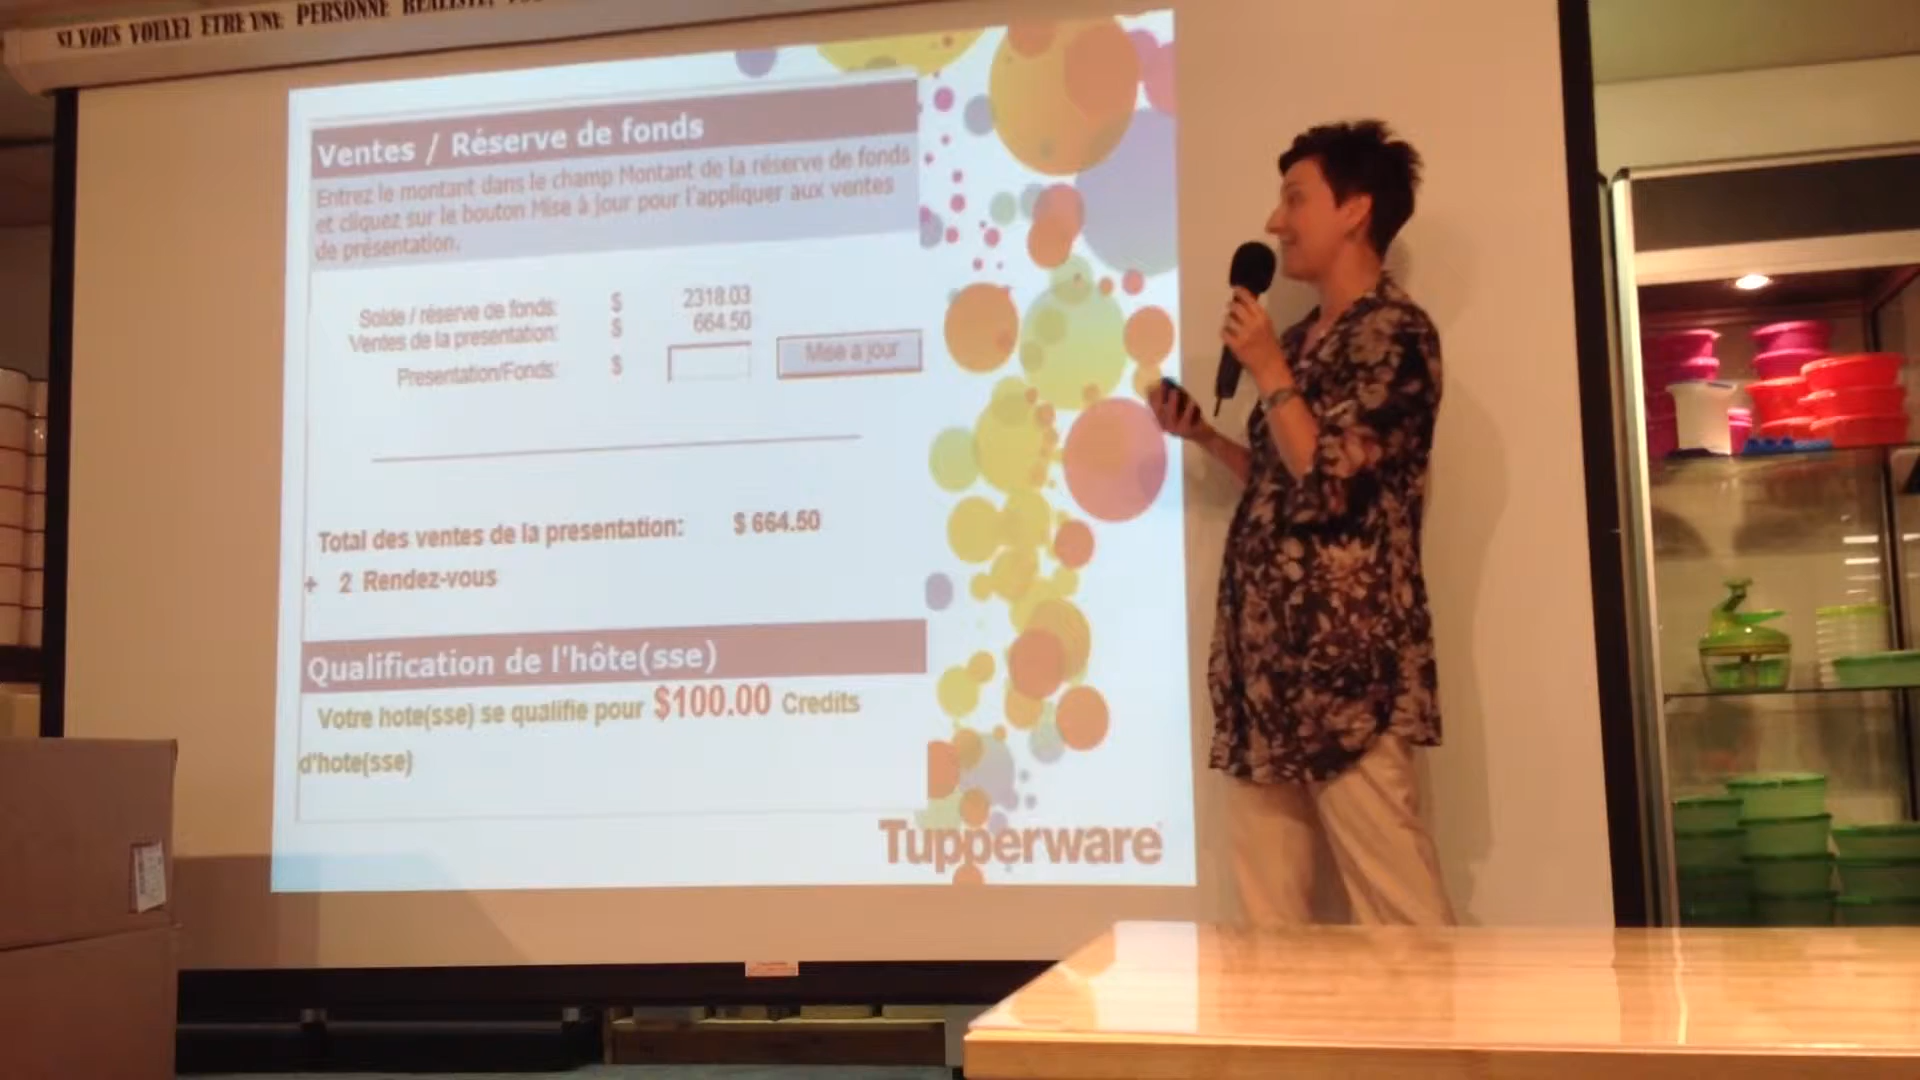 SI VOUS VOULEZ ETRE UNE PERSONNE REALISTE,
Ventes / Réserve de fonds
Entrez le montant dans le champ Montant de la réserve de fonds
et cliquez sur le bouton Mise à jour pour l'appliquer aux ventes
de présentation.
Solde / réserve de fonds: $ 2318.03
Ventes de la presentation: $ 664.50
Presentation/Fonds: $ Mise a jour
Total des ventes de la presentation: $ 664.50
+ 2 Rendez-vous
Qualification de l'hôte(sse)
Votre hote(sse) se qualifie pour $100.00 Credits
d'hote(sse)
Tupperware